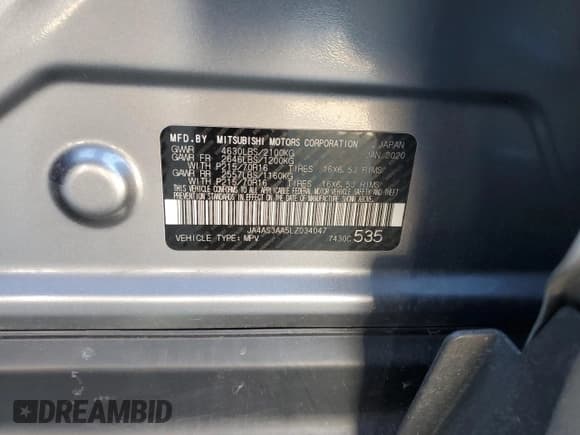 MFD.BY MITSUBISHI MOTORS CORPORATION JAPAN
GVWR 4630LBS/2100KG JAN.2020
GAWR FR 2646LBS/1200KG
WITH P215/70R16 TIRES 16X6.5J RIMS
GAWR RR 2557LBS/1160KG
WITH P215/70R16 TIRES 16X6.5J RIMS
THIS VEHICLE CONFORMS TO ALL APPLICABLE FEDERAL MOTOR VEHICLE SAFETY AND THEFT
PREVENTION STANDARDS IN EFFECT ON THE DATE OF MANUFACTURE SHOWN ABOVE.
JA4AS3AA5LZ034047
VEHICLE TYPE: MPV 7430C 535
DREAMBID